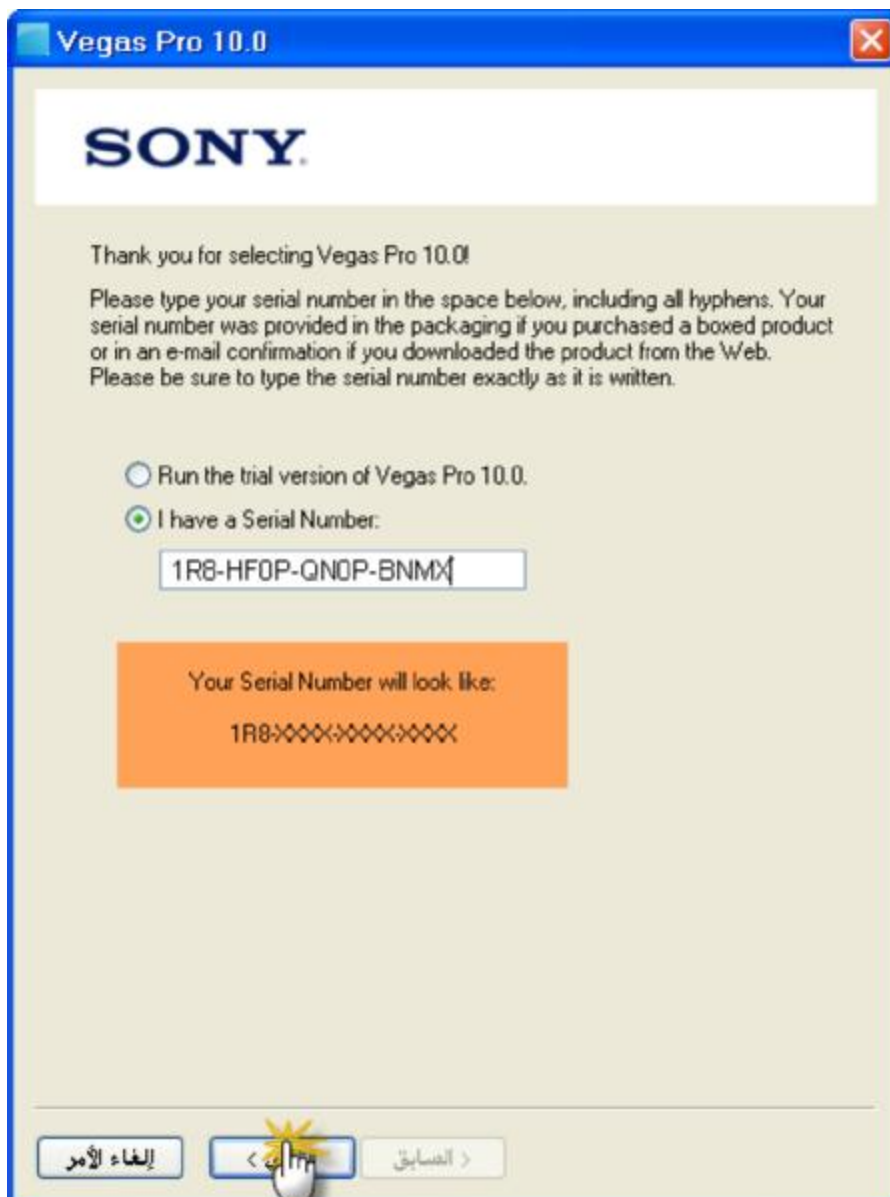 Vegas Pro 10.0
SONY
Thank you for selecting Vegas Pro 10.0!
Please type your serial number in the space below, including all hyphens. Your
serial number was provided in the packaging if you purchased a boxed product
or in an e-mail confirmation if you downloaded the product from the Web.
Please be sure to type the serial number exactly as it is written.
Run the trial version of Vegas Pro 10.0.
I have a Serial Number:
1R8-HF0P-QN0P-BNMX
Your Serial Number will look like:
1R8-XXXX-XXXX-XXXX
< السابق
إلغاء الأمر